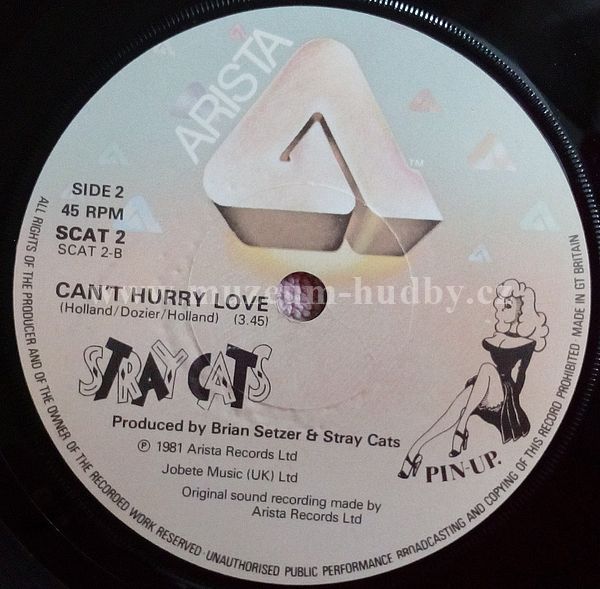 ARISTA
TM
SIDE 2
45 RPM
SCAT 2
SCAT 2-B
CAN'T HURRY LOVE
(Holland/Dozier/Holland) (3.45)
www.muzeum-hudby.cz
STRAY CATS
Produced by Brian Setzer & Stray Cats
℗ 1981 Arista Records Ltd
Jobete Music (UK) Ltd
Original sound recording made by
Arista Records Ltd
PIN-UP.
ALL RIGHTS OF THE PRODUCER AND OF THE OWNER OF THE RECORDED WORK RESERVED · UNAUTHORISED PUBLIC PERFORMANCE BROADCASTING AND COPYING OF THIS RECORD PROHIBITED · MADE IN GT BRITAIN